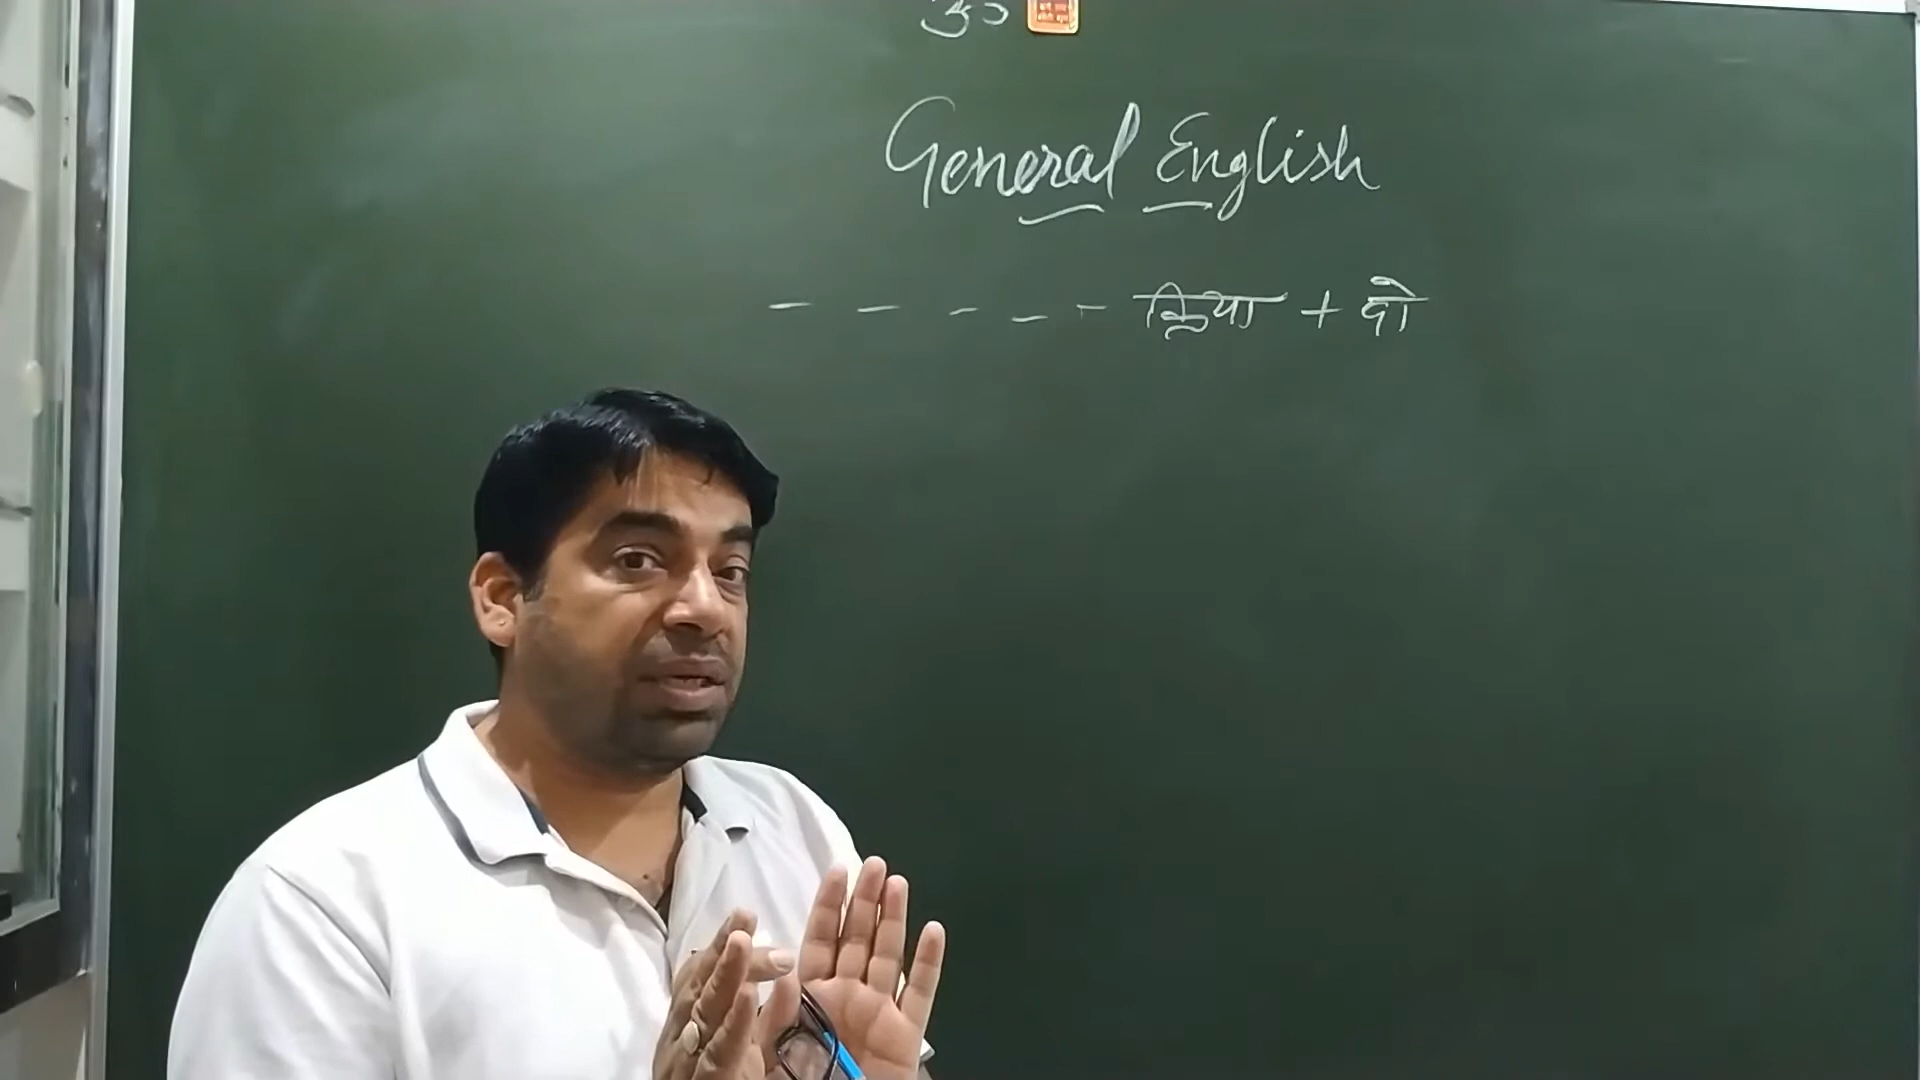 General English
- - - - - क्रिया + दो